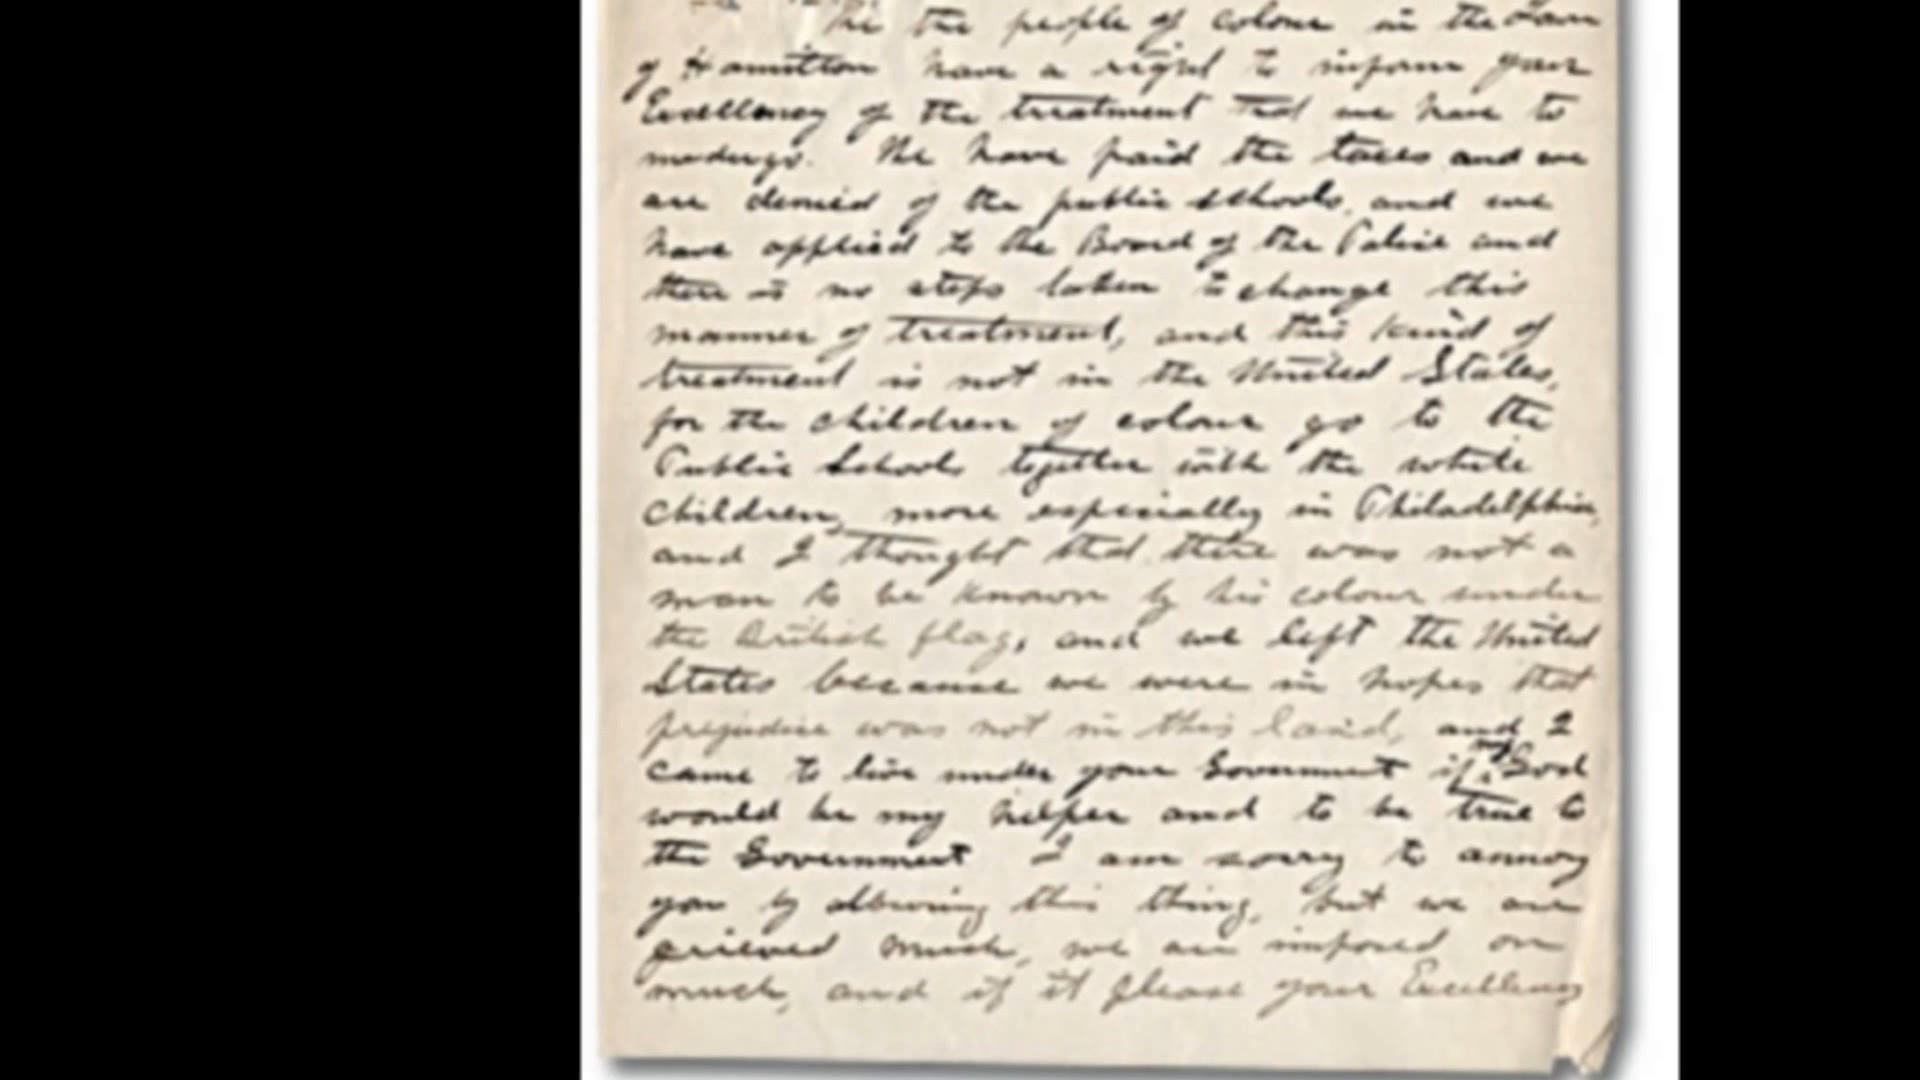 We the people of colour in the Town
of Hamilton have a right to inform your
Excellency of the treatment that we have to
undergo. We have paid the taxes and we
are denied of the public schools, and we
have applied to the Board of the Police and
there is no steps taken to change this
manner of treatment, and this kind of
treatment is not in the United States,
for the children of colour go to the
Public Schools together with the white
children, more especially in Philadelphia,
and I thought that there was not a
man to be known by his colour under
the British flag, and we left the United
States because we were in hopes that
prejudice was not in this land, and I
came to live under your Government if my God
would be my helper and to be true to
the Government I am sorry to annoy
you by allowing this thing, but we are
grieved much, we are imposed on
much, and if it please your Excellency